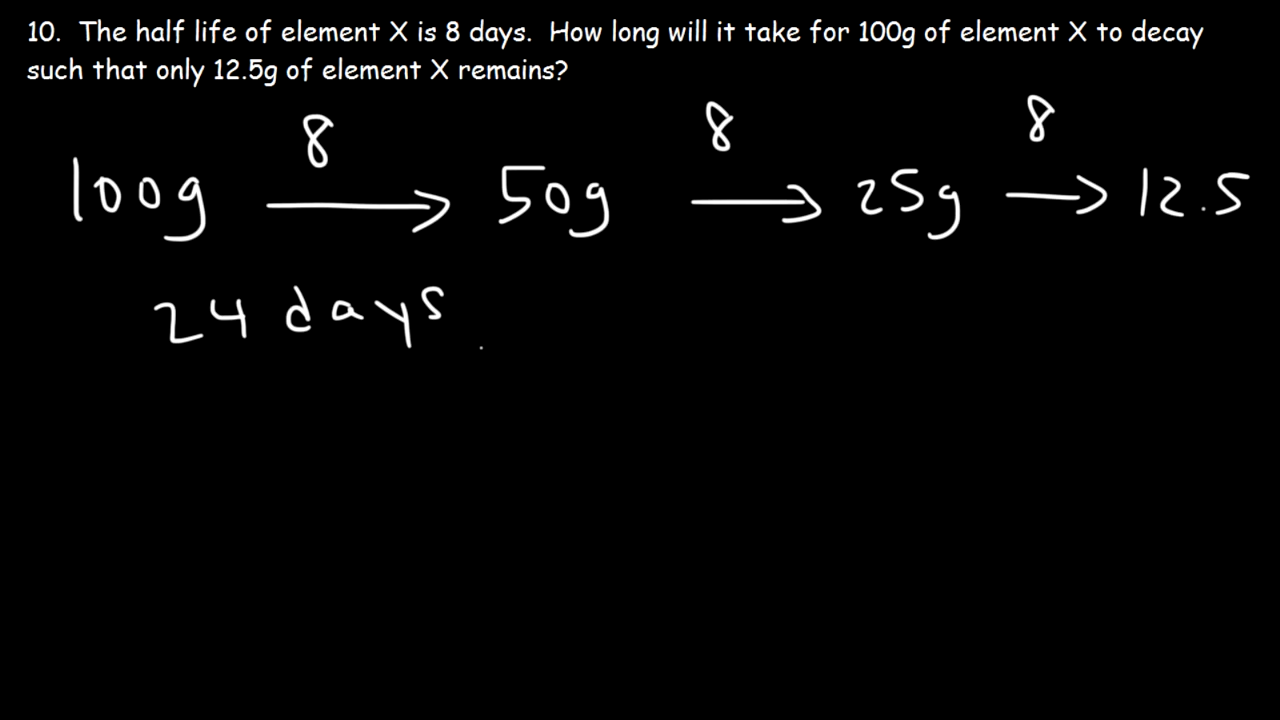 10.  The half life of element X is 8 days.  How long will it take for 100g of element X to decay
such that only 12.5g of element X remains?
8 8 8
100g → 50g → 25g → 12.5
24 days